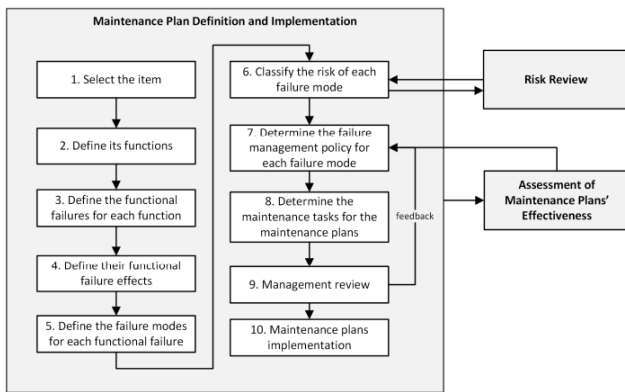 Maintenance Plan Definition and Implementation
1. Select the item
2. Define its functions
3. Define the functional
failures for each function
4. Define their functional
failure effects
5. Define the failure modes
for each functional failure
6. Classify the risk of each
failure mode
7. Determine the failure
management policy for
each failure mode
8. Determine the
maintenance tasks for the
maintenance plans
9. Management review
10. Maintenance plans
implementation
feedback
Risk Review
Assessment of
Maintenance Plans'
Effectiveness